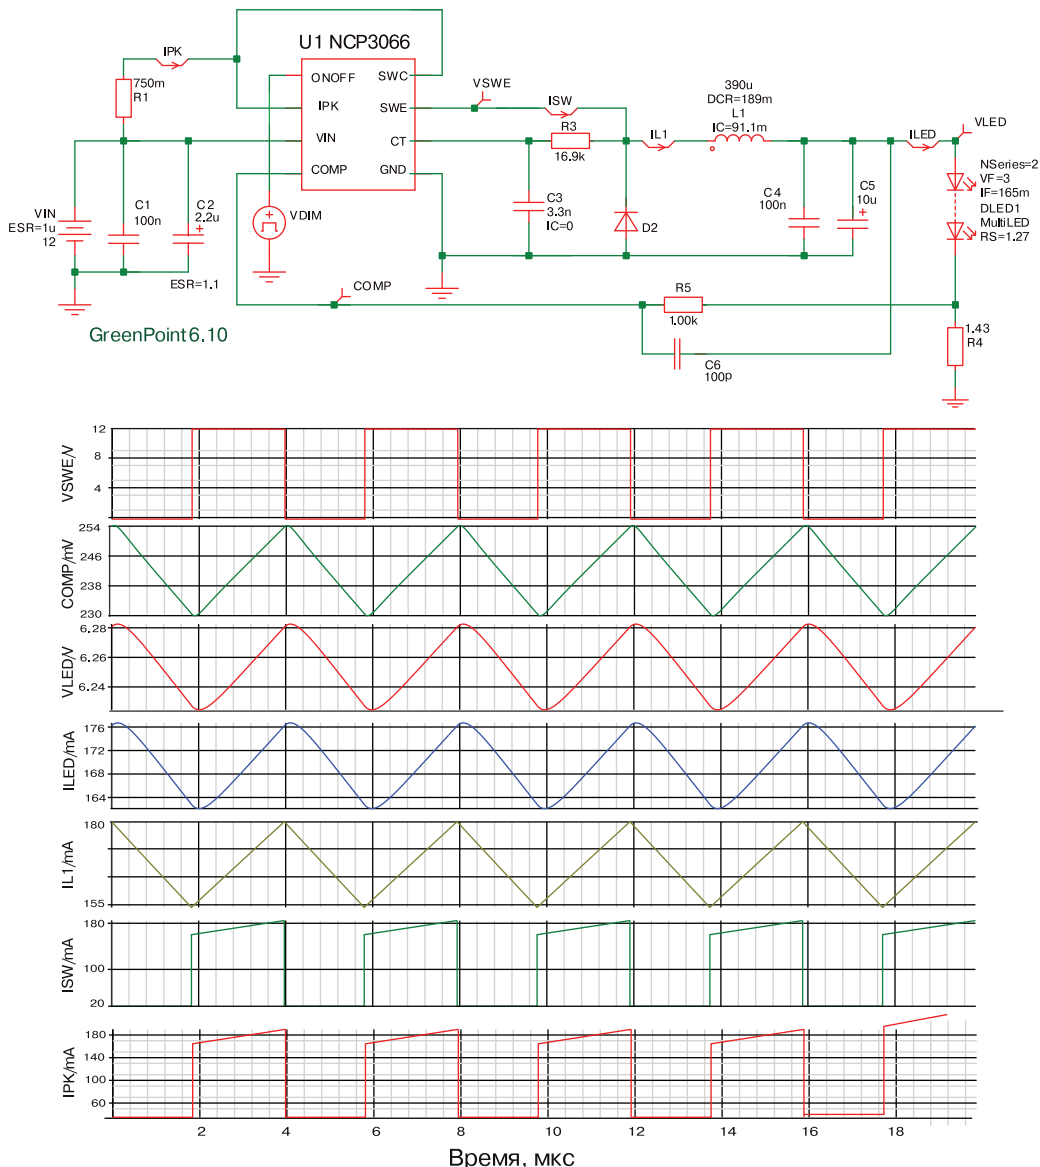 U1 NCP3066
IPK
750m
R1
ONOFF
SWC
IPK
SWE
VIN
CT
COMP
GND
VSWE
ISW
R3
16.9k
390u
DCR=189m
L1
IC=91.1m
IL1
ILED
VLED
NSeries=2
VF=3
IF=165m
DLED1
MultiLED
RS=1.27
VIN
ESR=1u
12
C1
100n
C2
2.2u
+
ESR=1.1
+
VDIM
C3
3.3n
IC=0
D2
C4
100n
C5
10u
+
COMP
R5
1.00k
C6
100p
1.43
R4
GreenPoint6.10
VSWE/V
12
8
4
COMP/mV
254
246
238
230
VLED/V
6.28
6.26
6.24
ILED/mA
176
172
168
164
IL1/mA
180
155
ISW/mA
180
100
20
IPK/mA
180
140
100
60
2 4 6 8 10 12 14 16 18
Время, мкс